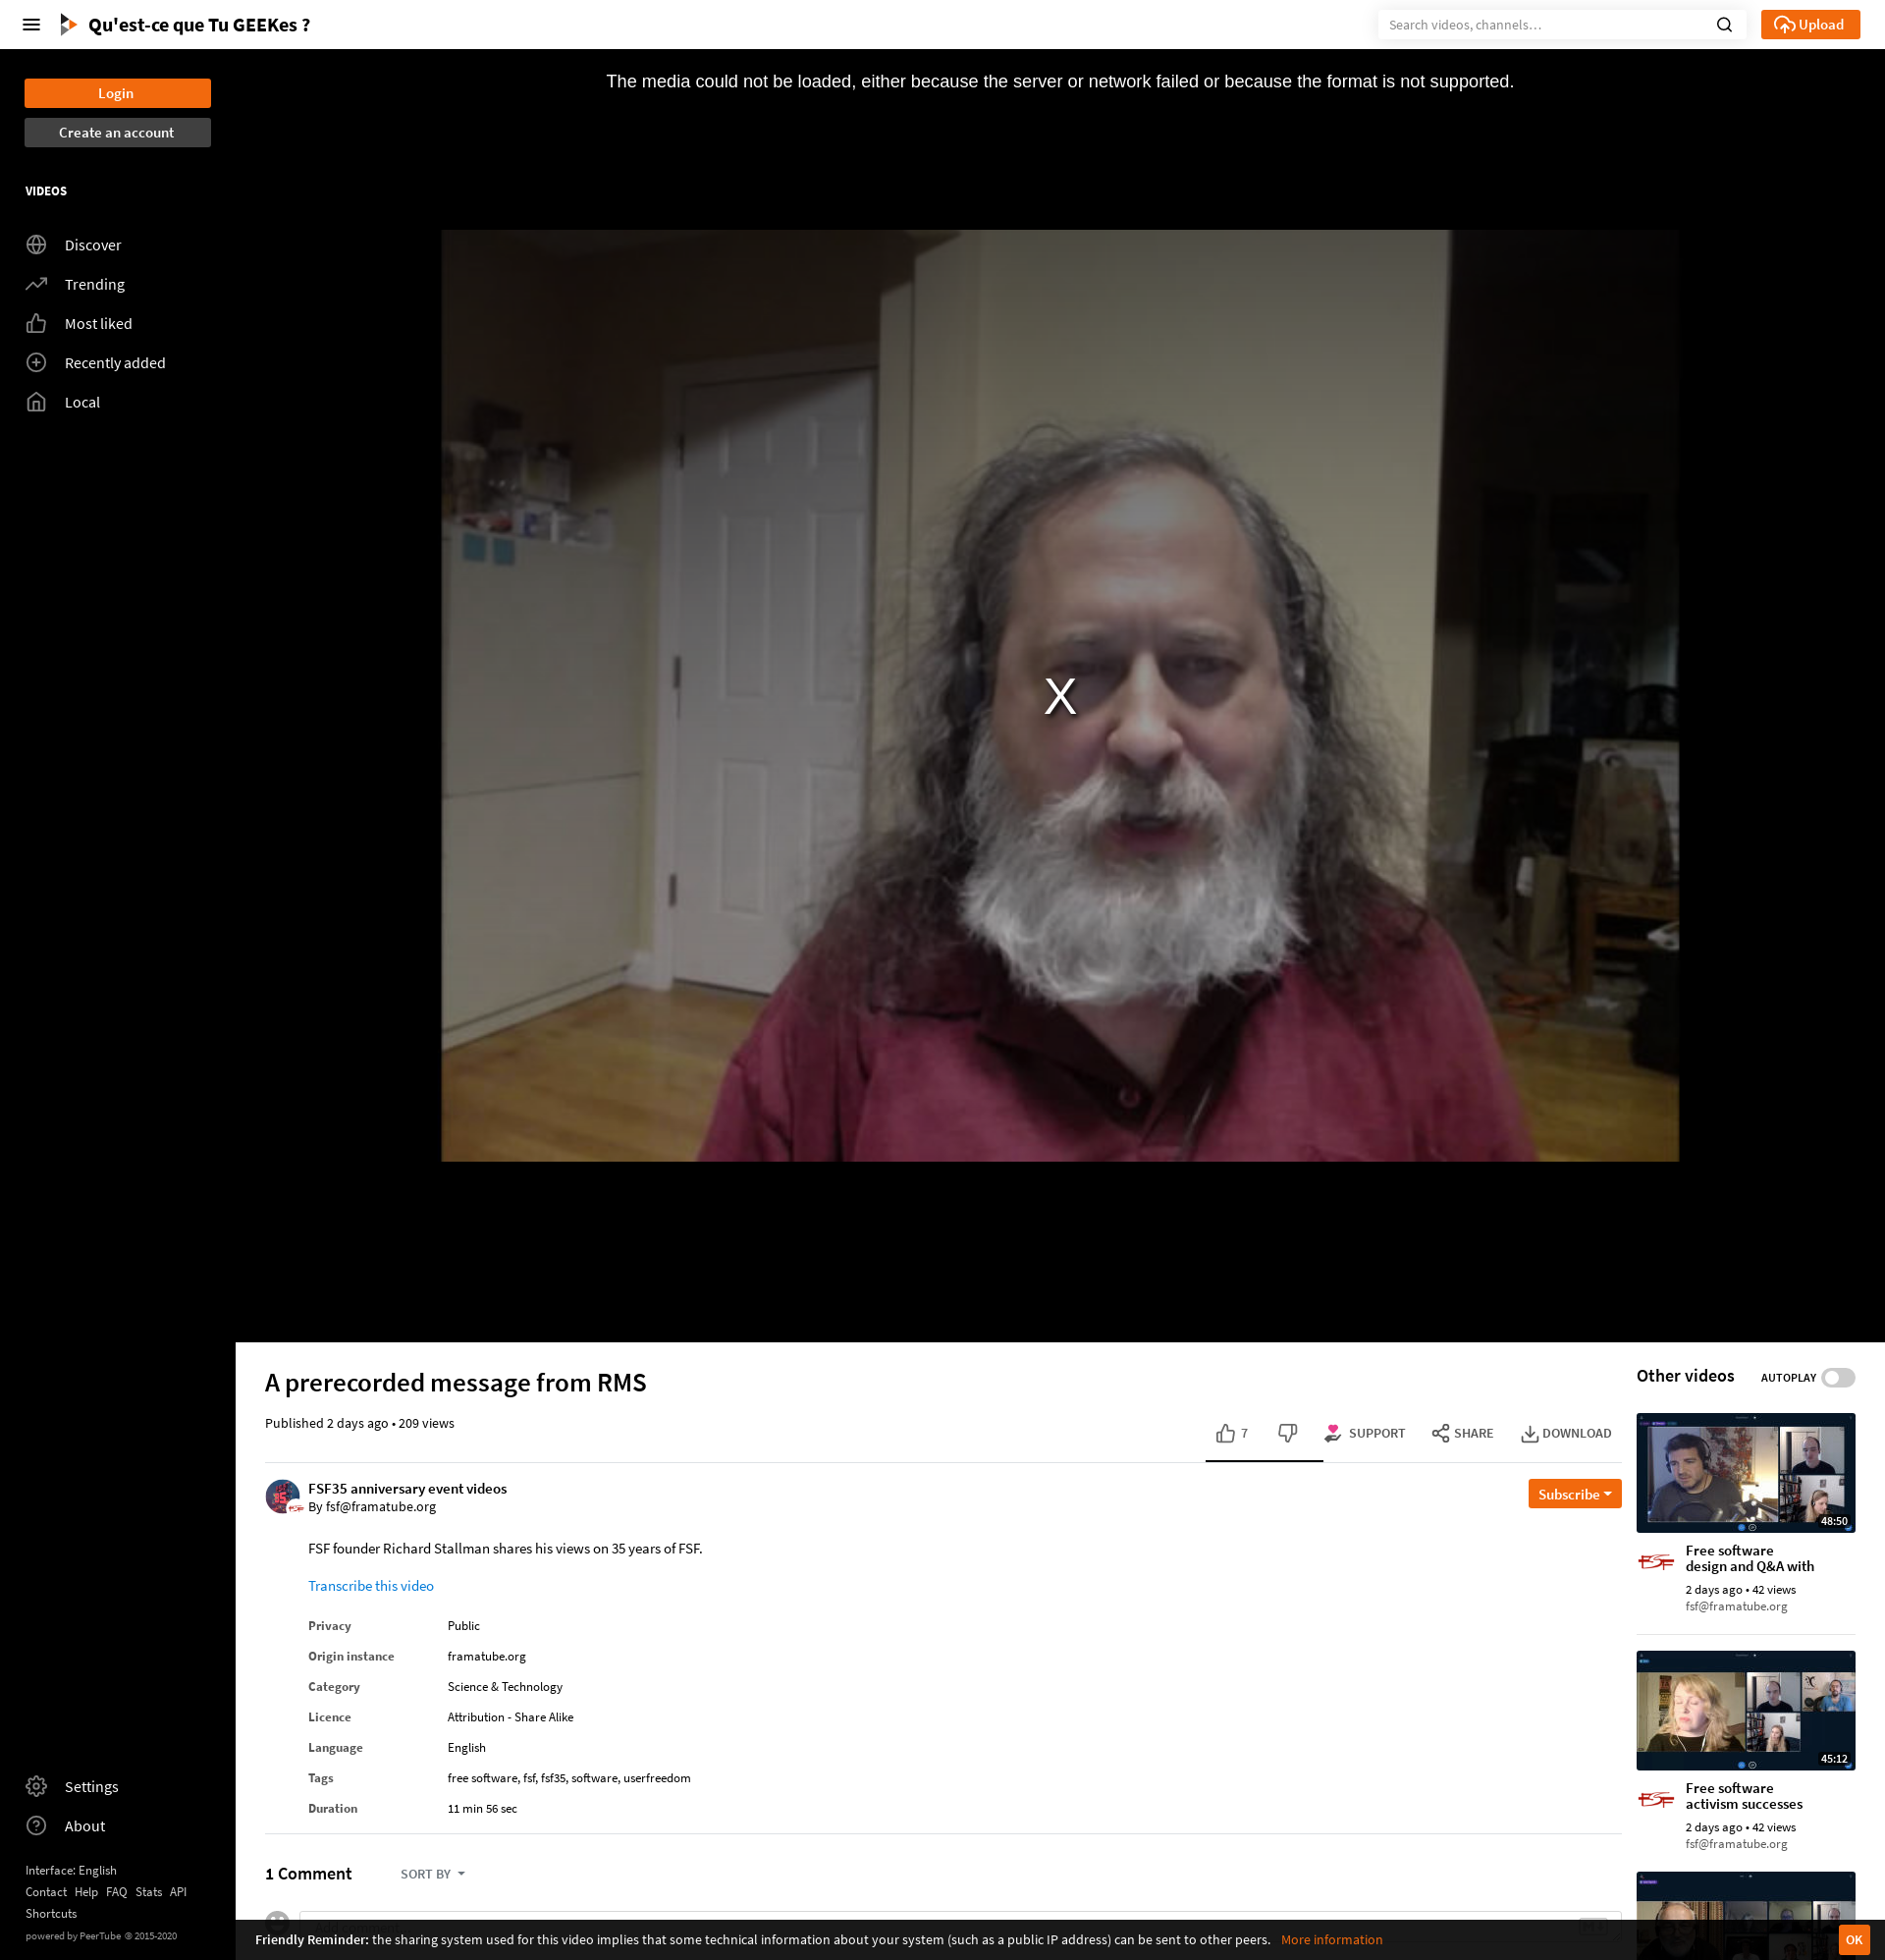 Qu'est-ce que Tu GEEKes ?
Search videos, channels…
Upload
Login
Create an account
VIDEOS
Discover
Trending
Most liked
Recently added
Local
Settings
About
Interface: English
Contact Help FAQ Stats API
Shortcuts
powered by PeerTube © 2015-2020
The media could not be loaded, either because the server or network failed or because the format is not supported.
X
A prerecorded message from RMS
Published 2 days ago • 209 views
7
SUPPORT
SHARE
DOWNLOAD
FSF35 anniversary event videos
By fsf@framatube.org
Subscribe
FSF founder Richard Stallman shares his views on 35 years of FSF.
Transcribe this video
Privacy Public
Origin instance framatube.org
Category Science & Technology
Licence Attribution - Share Alike
Language English
Tags free software, fsf, fsf35, software, userfreedom
Duration 11 min 56 sec
1 Comment
SORT BY
Other videos
AUTOPLAY
48:50
FSF
Free software
design and Q&A with
2 days ago • 42 views
fsf@framatube.org
45:12
FSF
Free software
activism successes
2 days ago • 42 views
fsf@framatube.org
Friendly Reminder: the sharing system used for this video implies that some technical information about your system (such as a public IP address) can be sent to other peers. More information
OK